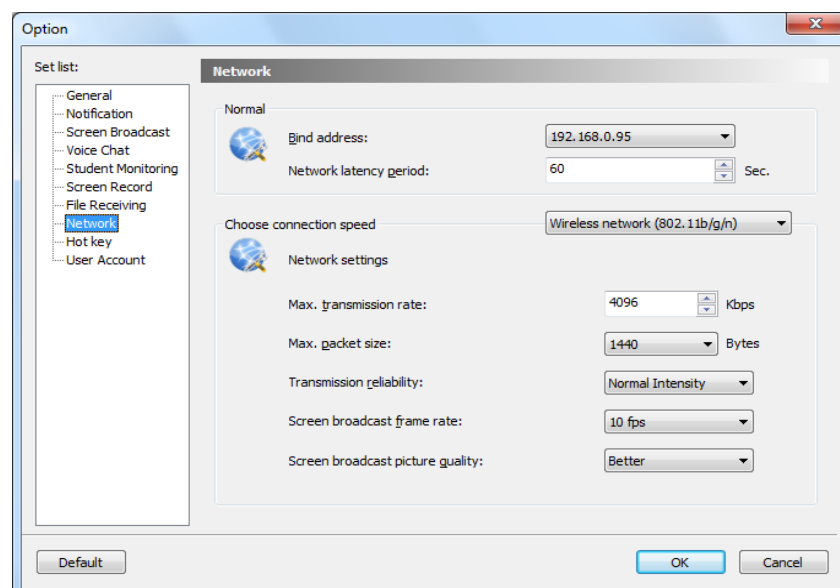 Option
Set list:
General
Notification
Screen Broadcast
Voice Chat
Student Monitoring
Screen Record
File Receiving
Network
Hot key
User Account
Network
Normal
Bind address: 192.168.0.95
Network latency period: 60 Sec.
Choose connection speed Wireless network (802.11b/g/n)
Network settings
Max. transmission rate: 4096 Kbps
Max. packet size: 1440 Bytes
Transmission reliability: Normal Intensity
Screen broadcast frame rate: 10 fps
Screen broadcast picture quality: Better
Default OK Cancel